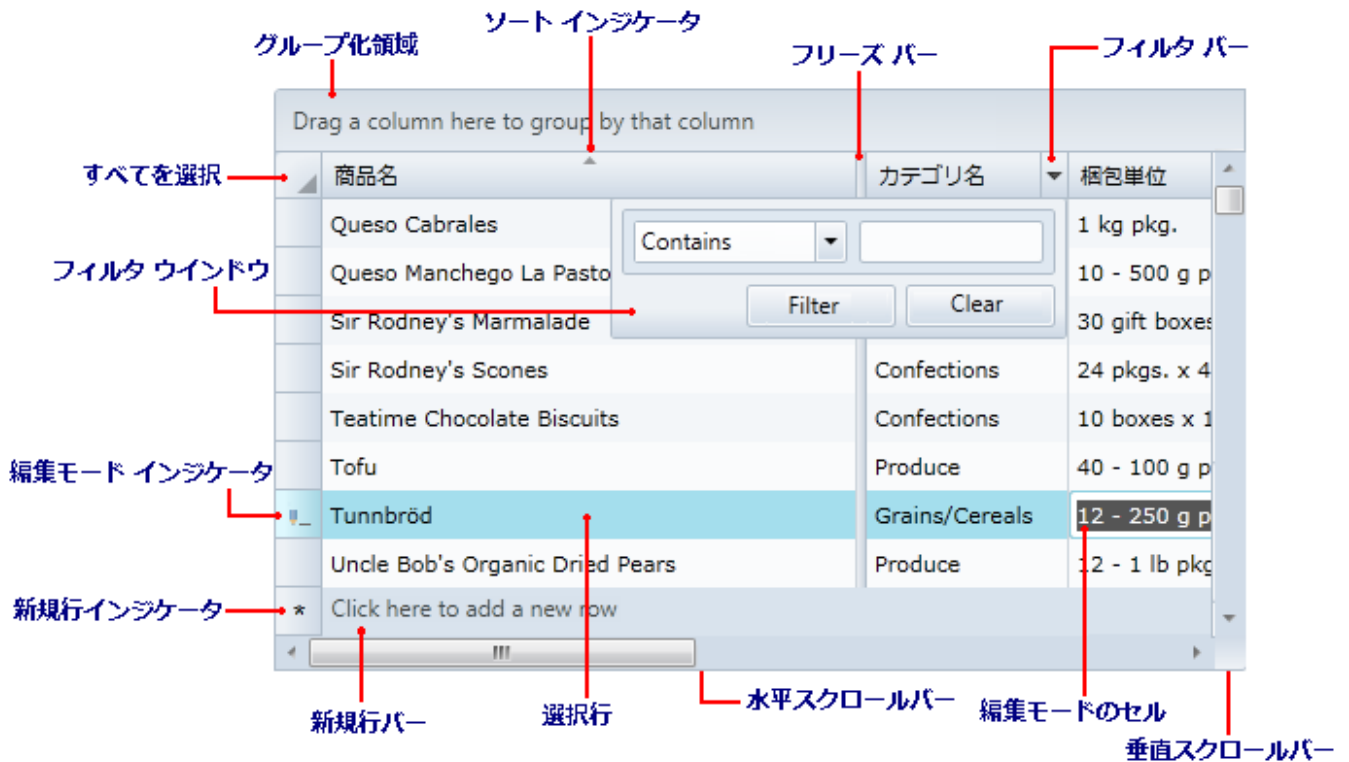 ソート インジケータ
グループ化領域
フリーズ バー
フィルタ バー
Drag a column here to group by that column
すべてを選択
商品名
カテゴリ名
梱包単位
Queso Cabrales
1 kg pkg.
Contains
フィルタ ウインドウ
Queso Manchego La Pasto
10 - 500 g p
Filter
Clear
Sir Rodney's Marmalade
30 gift boxes
Sir Rodney's Scones
Confections
24 pkgs. x 4
Teatime Chocolate Biscuits
Confections
10 boxes x 1
編集モード インジケータ
Tofu
Produce
40 - 100 g p
Tunnbröd
Grains/Cereals
12 - 250 g p
Uncle Bob's Organic Dried Pears
Produce
12 - 1 lb pkg
新規行インジケータ
* Click here to add a new row
新規行バー
選択行
水平スクロールバー
編集モードのセル
垂直スクロールバー